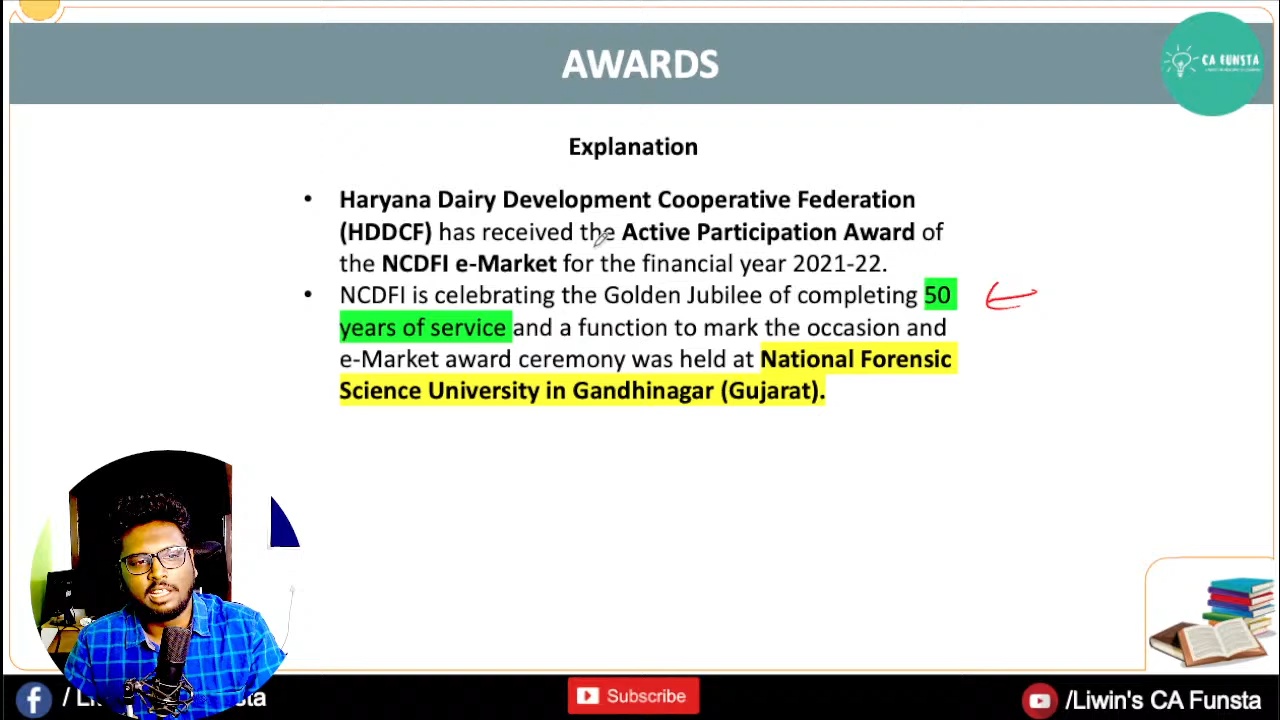 AWARDS
CA FUNSTA
Explanation
• Haryana Dairy Development Cooperative Federation
(HDDCF) has received the Active Participation Award of
the NCDFI e-Market for the financial year 2021-22.
• NCDFI is celebrating the Golden Jubilee of completing 50
years of service and a function to mark the occasion and
e-Market award ceremony was held at National Forensic
Science University in Gandhinagar (Gujarat).
Subscribe
/Liwin's CA Funsta